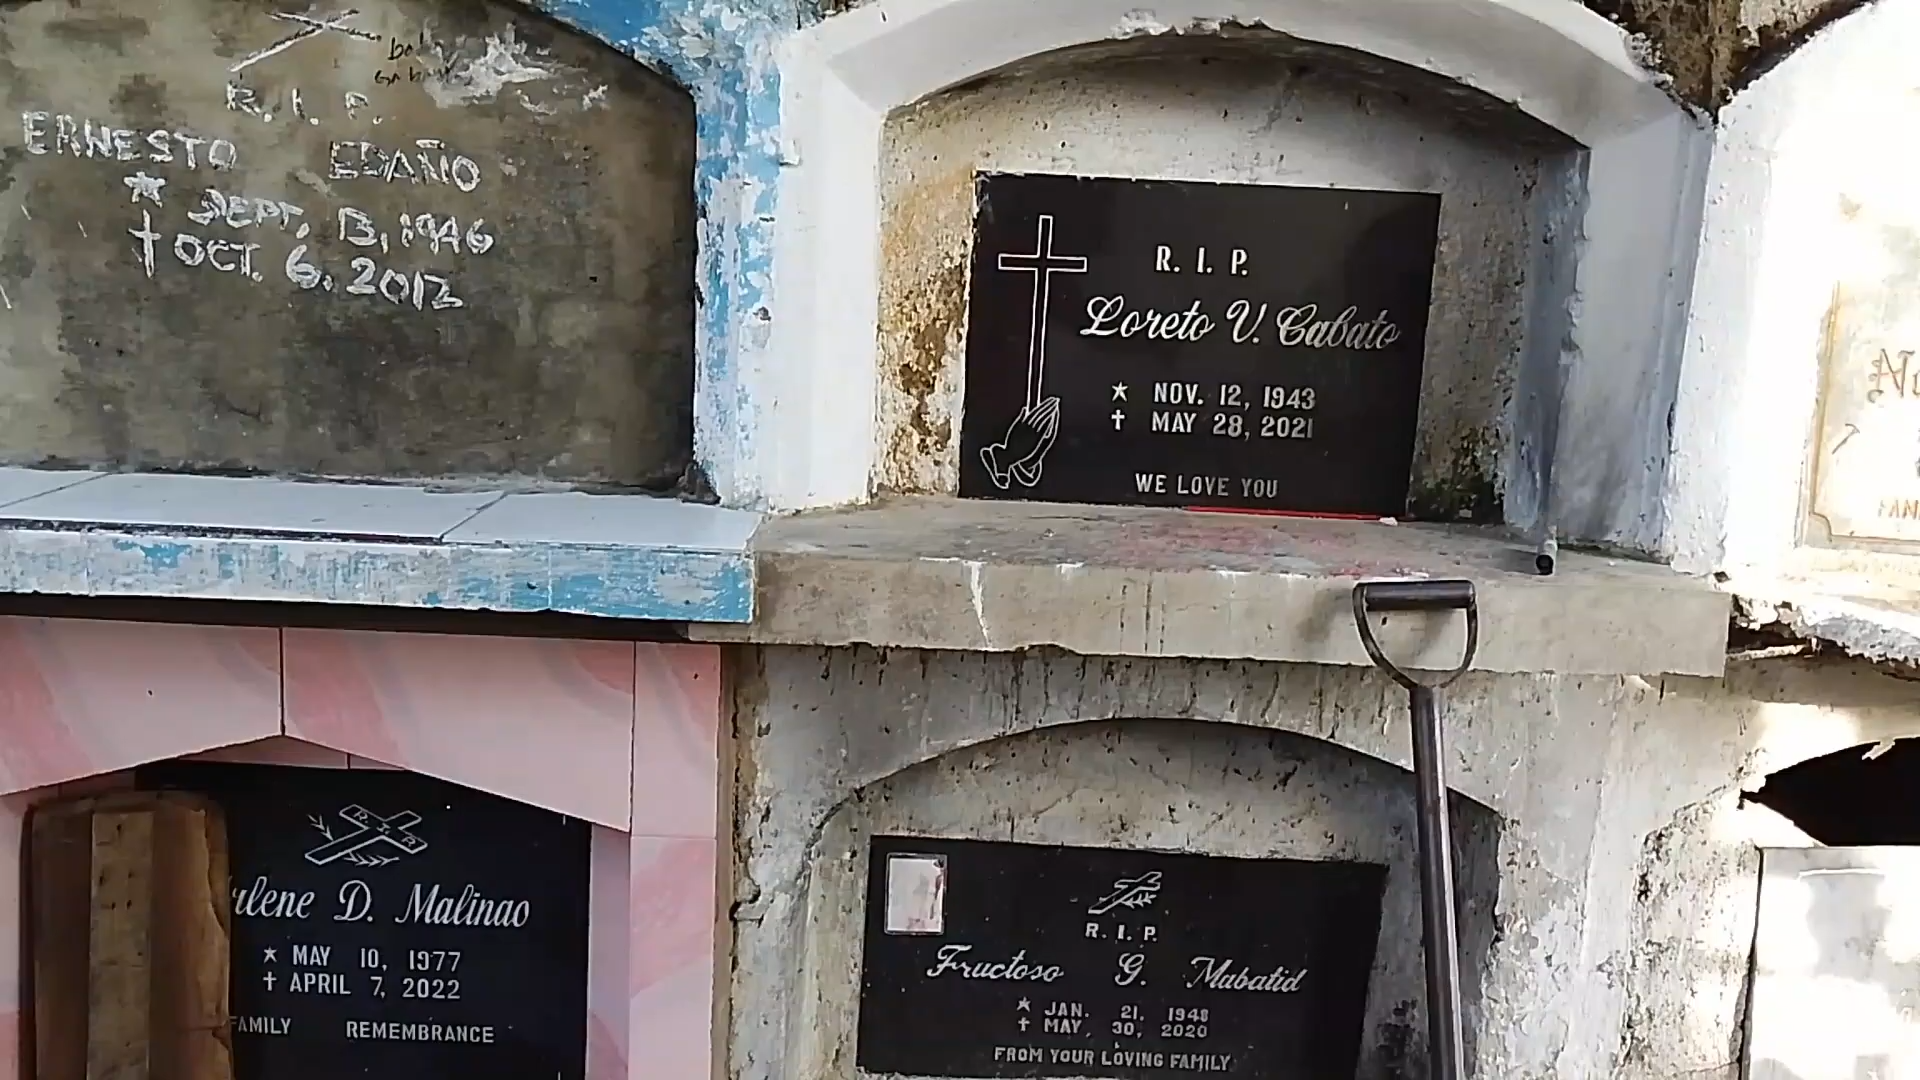 R. I. P.
ERNESTO EDAÑO
SEPT. 13, 1946
OCT. 6, 2012
R. I. P.
Loreto V. Cabato
NOV. 12, 1943
MAY 28, 2021
WE LOVE YOU
rlene D. Malinao
MAY 10, 1977
APRIL 7, 2022
FAMILY REMEMBRANCE
R. I. P.
Fructoso G. Mabatid
JAN. 21, 1948
MAY, 30, 2020
FROM YOUR LOVING FAMILY